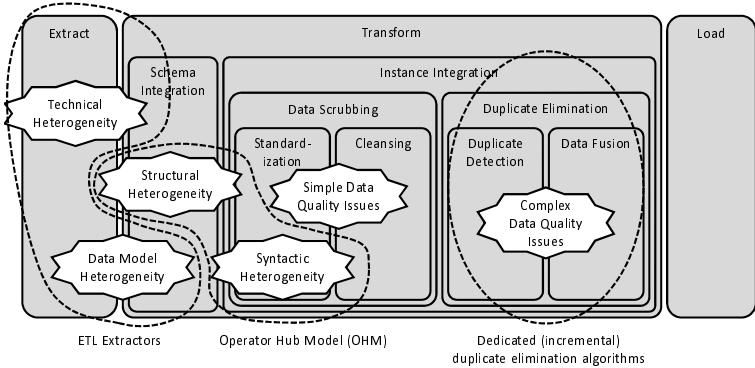 Extract
Transform
Load
Schema
Integration
Instance Integration
Data Scrubbing
Duplicate Elimination
Standard-
ization
Cleansing
Duplicate
Detection
Data Fusion
Technical
Heterogeneity
Structural
Heterogeneity
Simple Data
Quality Issues
Complex
Data Quality
Issues
Data Model
Heterogeneity
Syntactic
Heterogeneity
ETL Extractors
Operator Hub Model (OHM)
Dedicated (incremental)
duplicate elimination algorithms